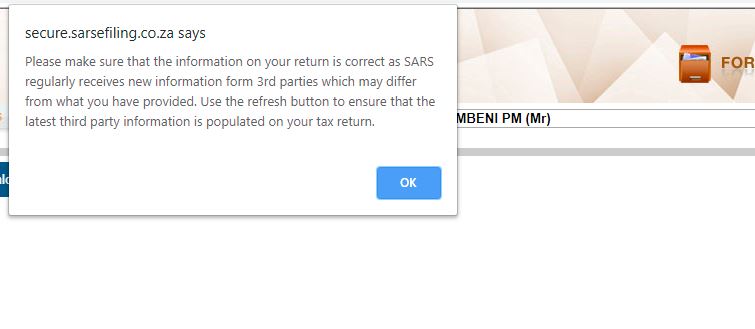 secure.sarsefiling.co.za says
Please make sure that the information on your return is correct as SARS
regularly receives new information form 3rd parties which may differ
from what you have provided. Use the refresh button to ensure that the
latest third party information is populated on your tax return.
OK
FOR
MBENI PM (Mr)